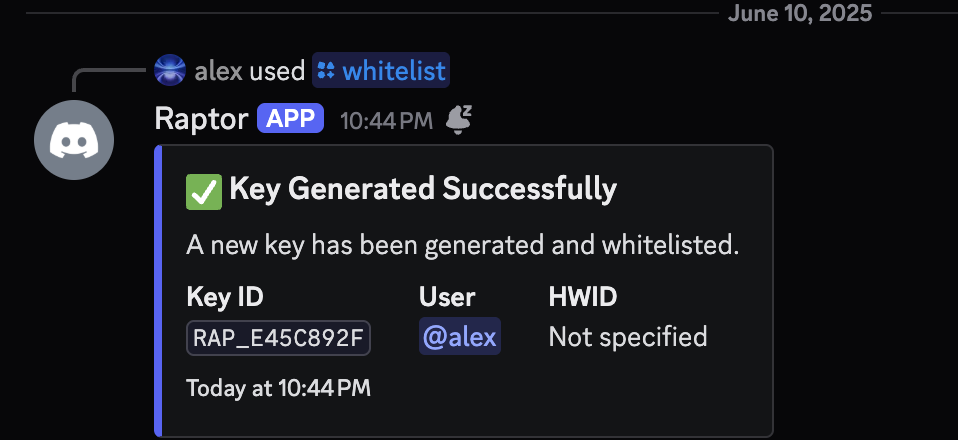 June 10, 2025
alex used whitelist
Raptor APP 10:44 PM
Key Generated Successfully
A new key has been generated and whitelisted.
Key ID User HWID
RAP_E45C892F @alex Not specified
Today at 10:44 PM